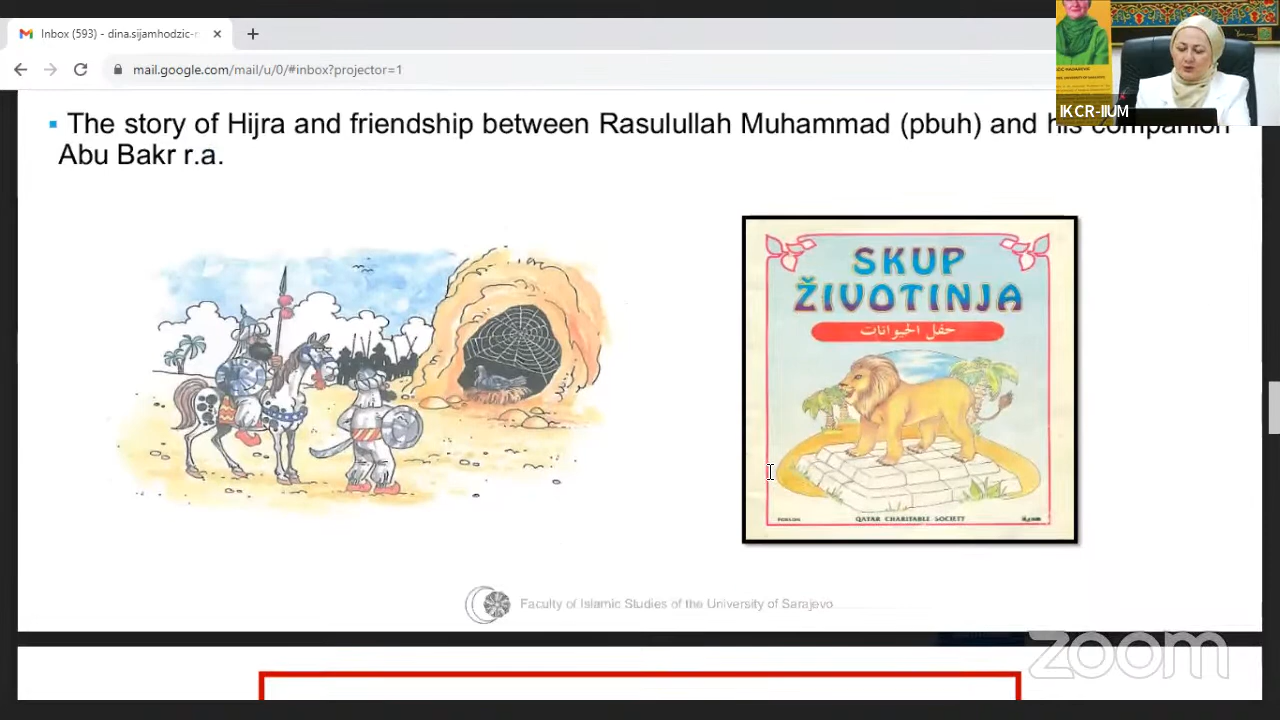 Inbox (593) - dina.sijamhodzic-r
mail.google.com/mail/u/0/#inbox?projector=1
IKCR-IIUM
The story of Hijra and friendship between Rasulullah Muhammad (pbuh) and his companion
Abu Bakr r.a.
SKUP
ŽIVOTINJA
حفل الحيوانات
QATAR CHARITABLE SOCIETY
Faculty of Islamic Studies of the University of Sarajevo
zoom